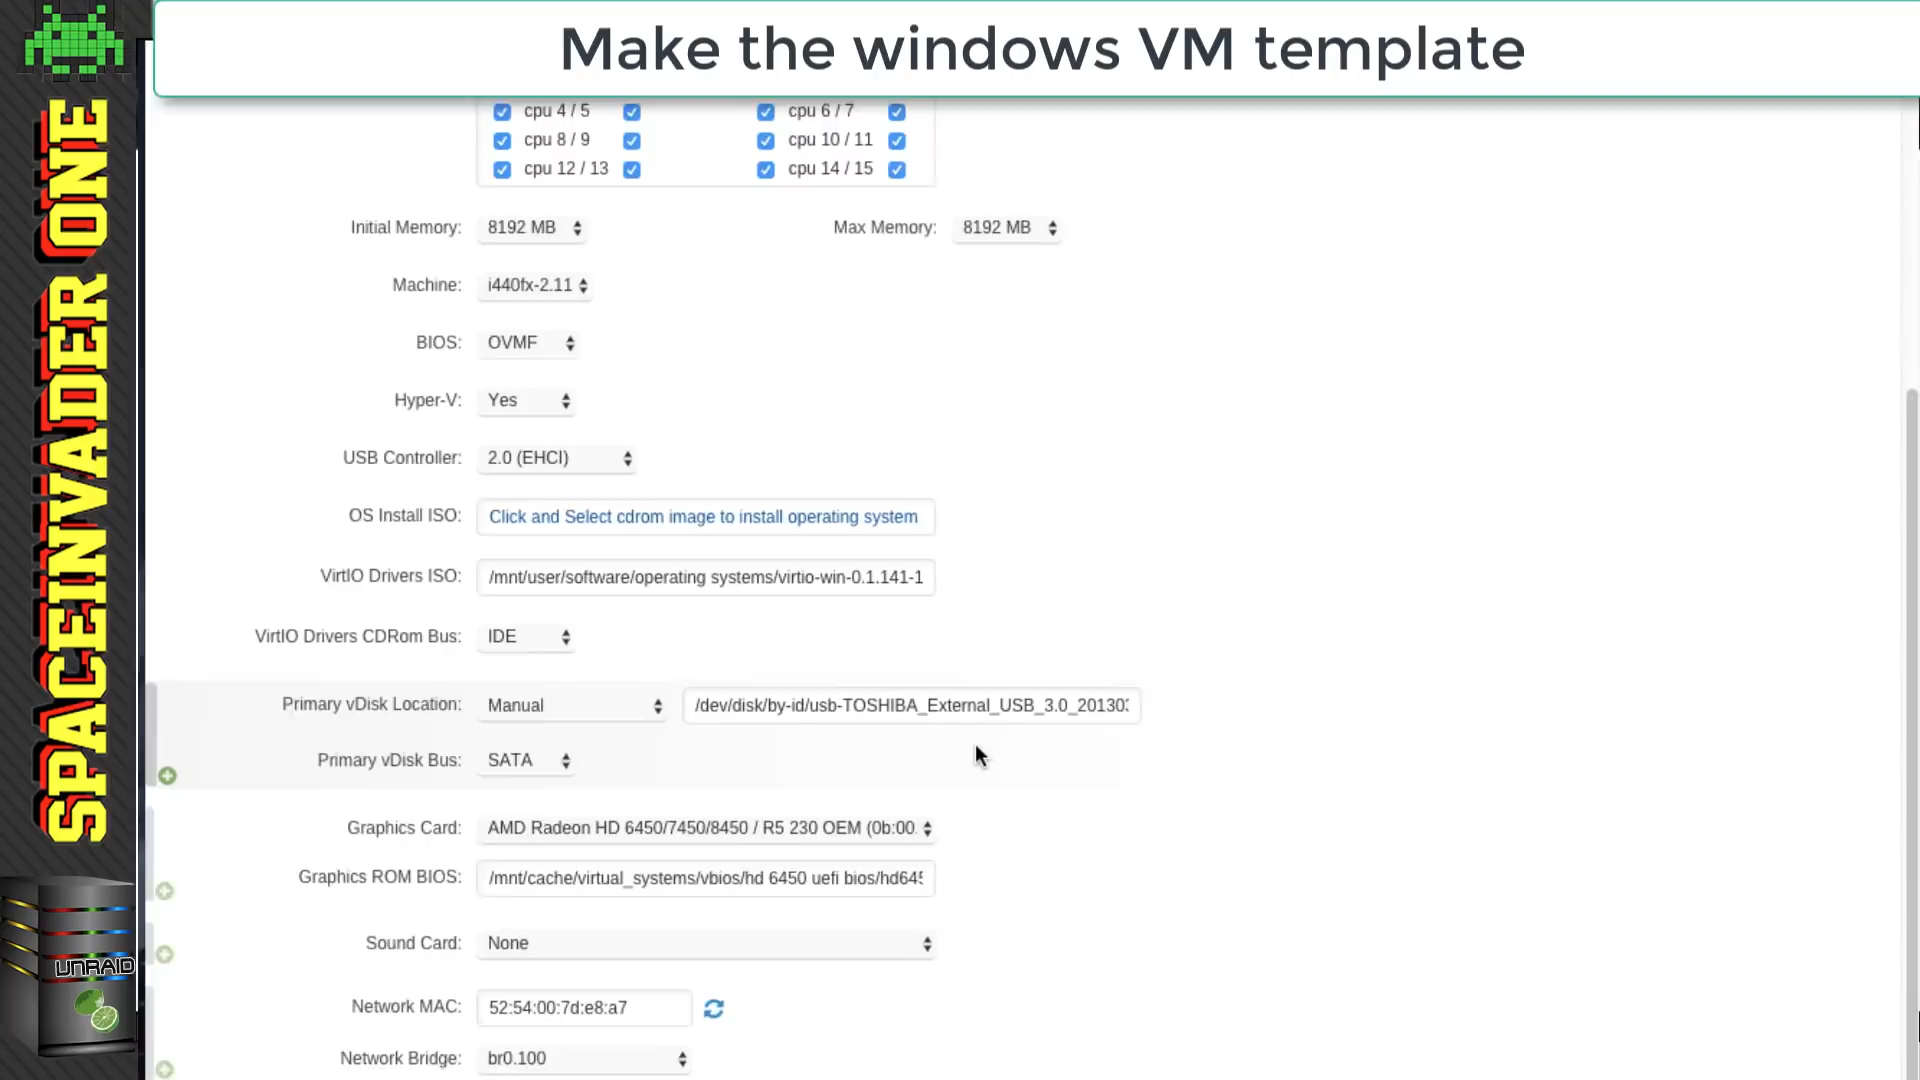 Make the windows VM template
SPACEINVADER ONE
cpu 4 / 5 cpu 6 / 7
cpu 8 / 9 cpu 10 / 11
cpu 12 / 13 cpu 14 / 15
Initial Memory: 8192 MB Max Memory: 8192 MB
Machine: i440fx-2.11
BIOS: OVMF
Hyper-V: Yes
USB Controller: 2.0 (EHCI)
OS Install ISO: Click and Select cdrom image to install operating system
VirtIO Drivers ISO: /mnt/user/software/operating systems/virtio-win-0.1.141-1
VirtIO Drivers CDRom Bus: IDE
Primary vDisk Location: Manual /dev/disk/by-id/usb-TOSHIBA_External_USB_3.0_20130
Primary vDisk Bus: SATA
Graphics Card: AMD Radeon HD 6450/7450/8450 / R5 230 OEM (0b:00.
Graphics ROM BIOS: /mnt/cache/virtual_systems/vbios/hd 6450 uefi bios/hd645
Sound Card: None
Network MAC: 52:54:00:7d:e8:a7
Network Bridge: br0.100
UNRAID